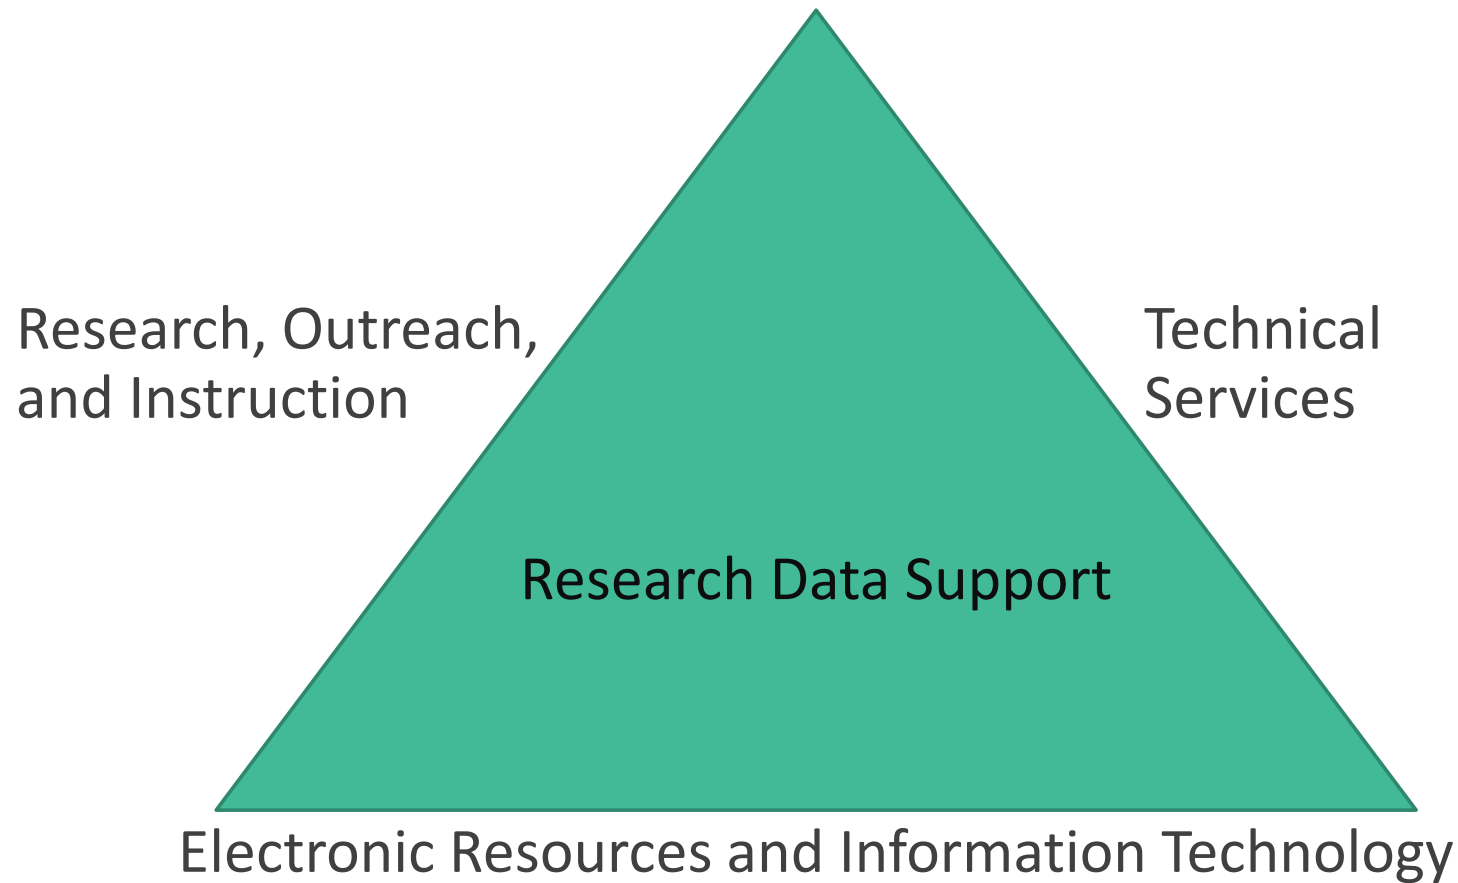 Research, Outreach,
and Instruction
Technical
Services
Research Data Support
Electronic Resources and Information Technology